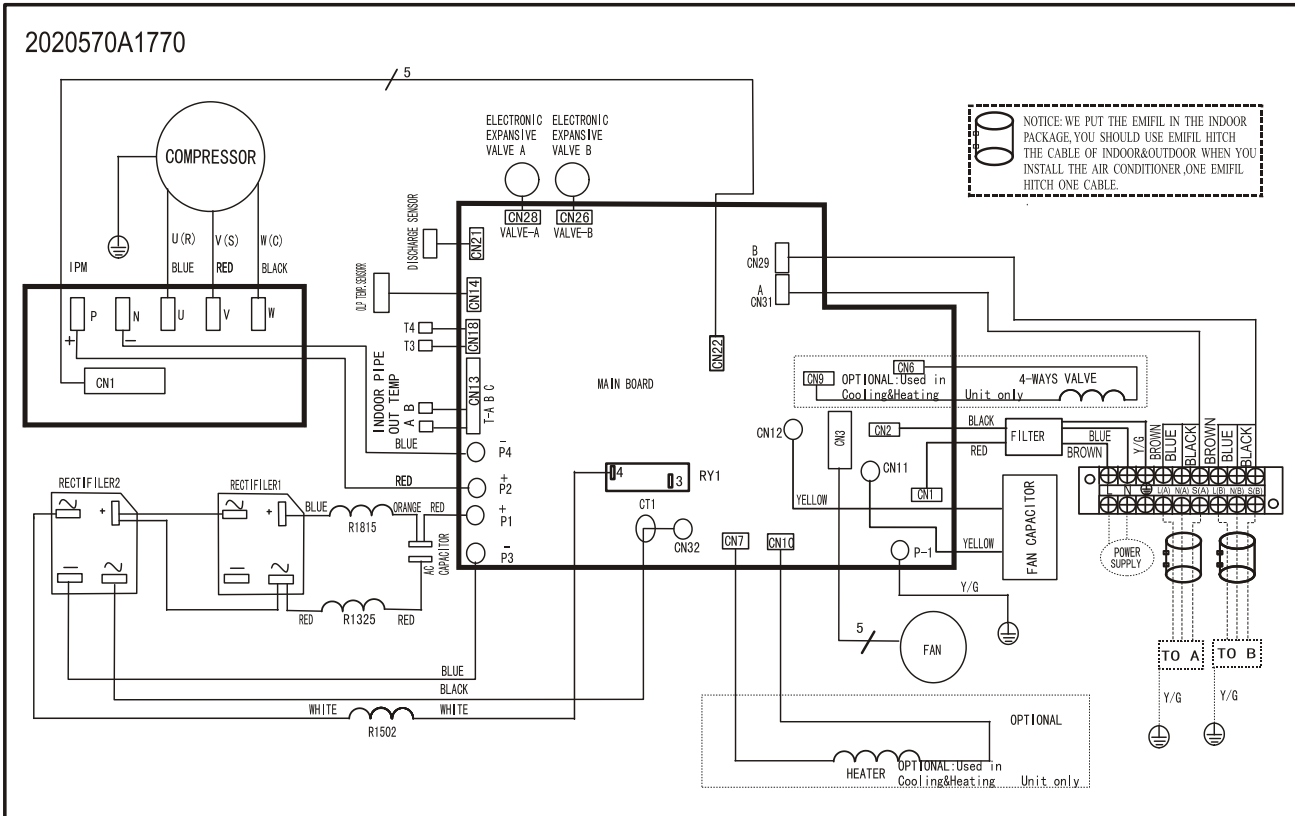 2020570A1770
5
COMPRESSOR
ELECTRONIC
EXPANSIVE
VALVE A
ELECTRONIC
EXPANSIVE
VALVE B
NOTICE: WE PUT THE EMIFIL IN THE INDOOR
PACKAGE, YOU SHOULD USE EMIFIL HITCH
THE CABLE OF INDOOR&OUTDOOR WHEN YOU
INSTALL THE AIR CONDITIONER ,ONE EMIFIL
HITCH ONE CABLE.
CN28
VALVE-A
CN26
VALVE-B
DISCHARGE SENSOR
CN21
U(R)
V(S)
W(C)
IPM
BLUE
RED
BLACK
B
CN29
A
CN31
OLP TEMP.SENSORR
CN14
P
N
U
V
W
+
-
CN1
T4
T3
CN18
CN22
INDOOR PIPE
OUT TEMP
A B
CN13
T-A B C
MAIN BOARD
CN6
CN9
OPTIONAL:Used in
Cooling&Heating Unit only
4-WAYS VALVE
BLUE
-
P4
RED
+
P2
+
P1
-
P3
4
3
RY1
CT1
CN32
CN12
CN3
CN2
CN11
CN1
BLACK
RED
FILTER
BLUE
BROWN
Y/G
BROWN
BLUE
BLACK
BROWN
BLUE
BLACK
L
N
L(A)
N(A)
S(A)
L(B)
N(B)
S(B)
YELLOW
YELLOW
FAN CAPACITOR
POWER
SUPPLY
RECTIFILER2
+
RECTIFILER1
+
BLUE
R1815
ORANGE
RED
AC
CAPACITOR
RED
R1325
RED
CN7
CN10
P-1
Y/G
5
FAN
TO A
TO B
Y/G
Y/G
BLUE
BLACK
WHITE
R1502
WHITE
OPTIONAL
HEATER
OPTIONAL:Used in
Cooling&Heating Unit only